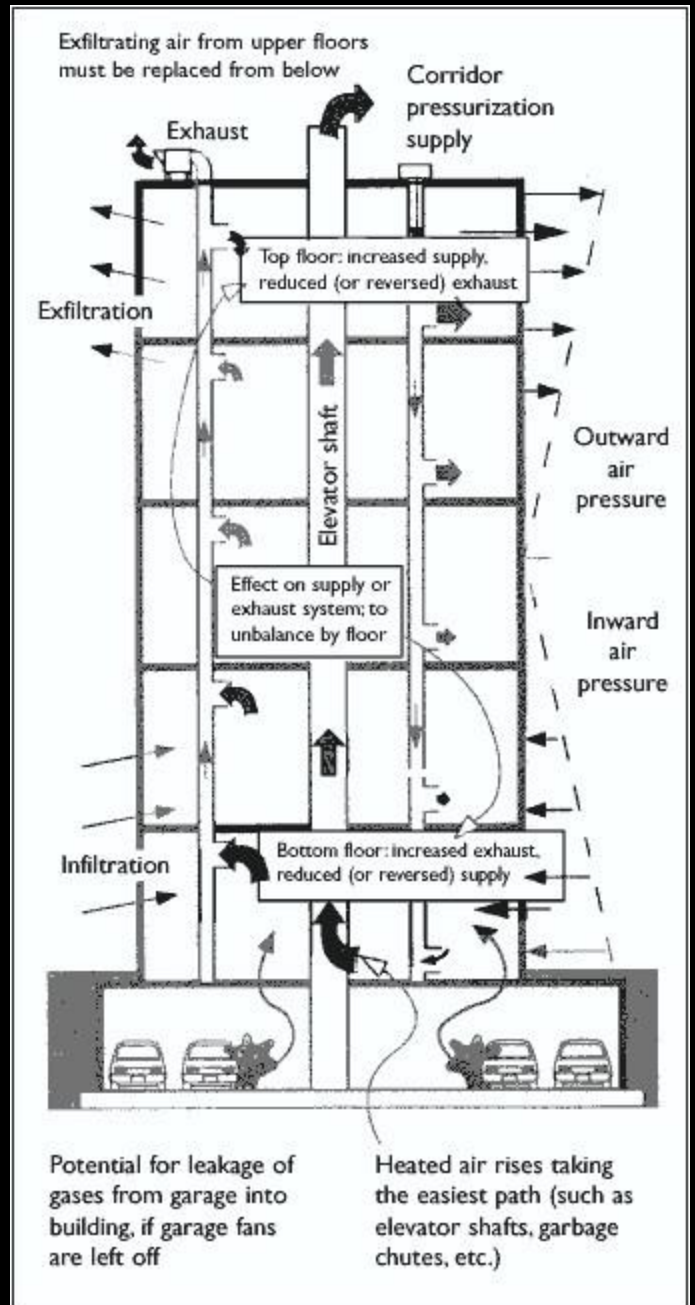 Exfiltrating air from upper floors
must be replaced from below
Corridor
pressurization
supply
Exhaust
Top floor: increased supply,
reduced (or reversed) exhaust
Exfiltration
Elevator shaft
Outward
air
pressure
Effect on supply or
exhaust system; to
unbalance by floor
Inward
air
pressure
Infiltration
Bottom floor: increased exhaust,
reduced (or reversed) supply
Potential for leakage of
gases from garage into
building, if garage fans
are left off
Heated air rises taking
the easiest path (such as
elevator shafts, garbage
chutes, etc.)